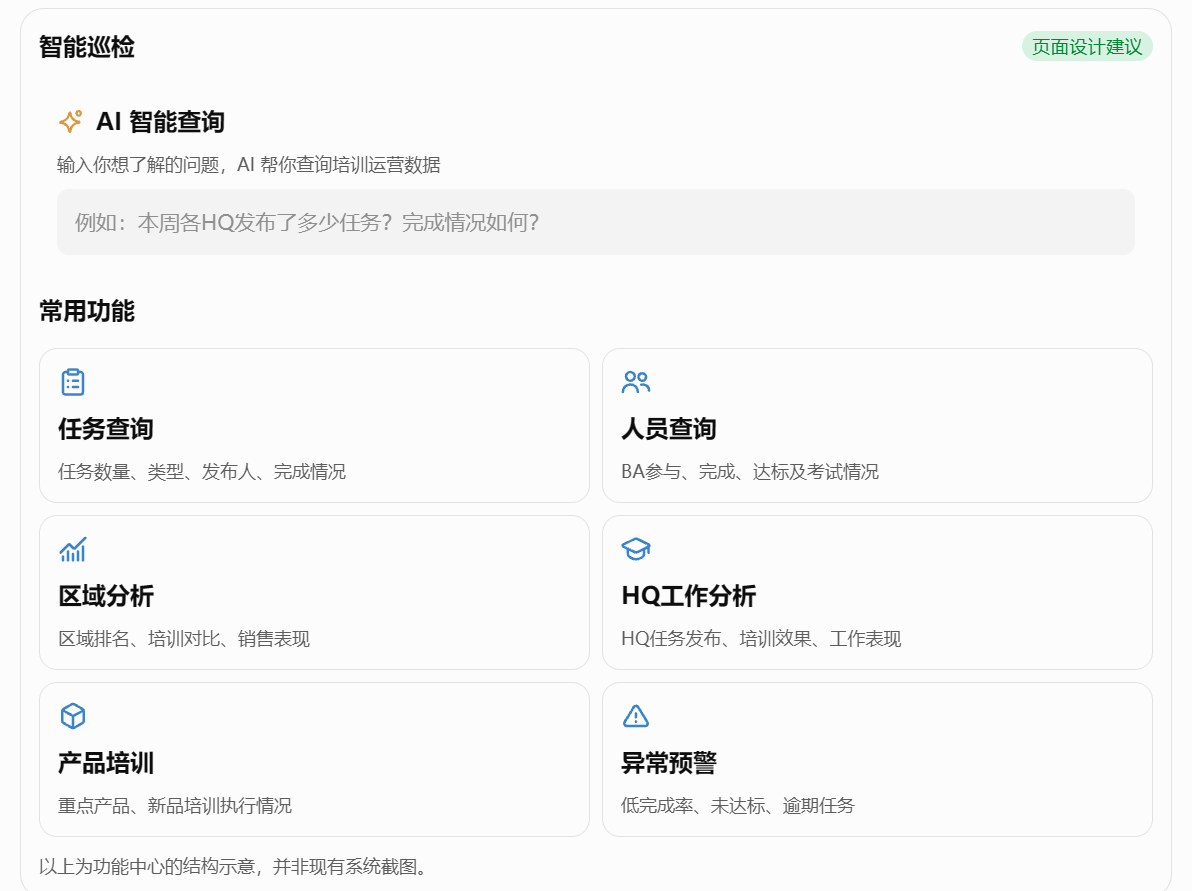 智能巡检
页面设计建议
AI 智能查询
输入你想了解的问题，AI 帮你查询培训运营数据
例如：本周各HQ发布了多少任务？完成情况如何？
常用功能
任务查询
任务数量、类型、发布人、完成情况
人员查询
BA参与、完成、达标及考试情况
区域分析
区域排名、培训对比、销售表现
HQ工作分析
HQ任务发布、培训效果、工作表现
产品培训
重点产品、新品培训执行情况
异常预警
低完成率、未达标、逾期任务
以上为功能中心的结构示意，并非现有系统截图。